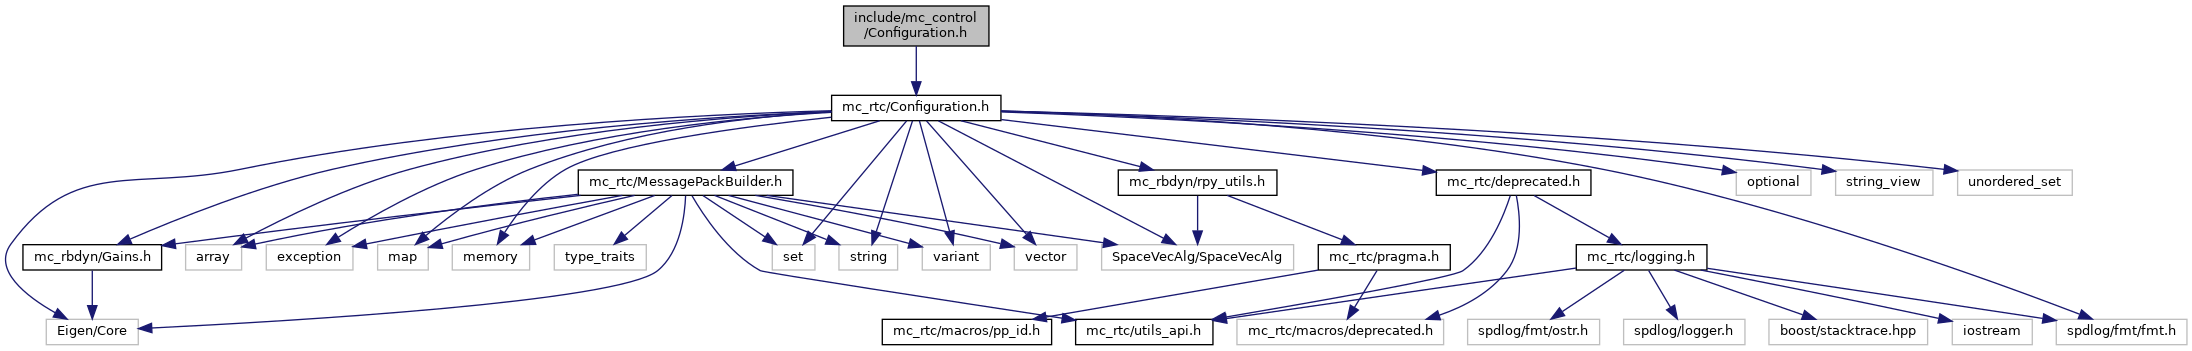 include/mc_control
/Configuration.h
mc_rtc/Configuration.h
mc_rtc/MessagePackBuilder.h
mc_rbdyn/rpy_utils.h
mc_rtc/deprecated.h
optional
string_view
unordered_set
mc_rbdyn/Gains.h
array
exception
map
memory
type_traits
set
string
variant
vector
SpaceVecAlg/SpaceVecAlg
mc_rtc/pragma.h
mc_rtc/logging.h
Eigen/Core
mc_rtc/macros/pp_id.h
mc_rtc/utils_api.h
mc_rtc/macros/deprecated.h
spdlog/fmt/ostr.h
spdlog/logger.h
boost/stacktrace.hpp
iostream
spdlog/fmt/fmt.h